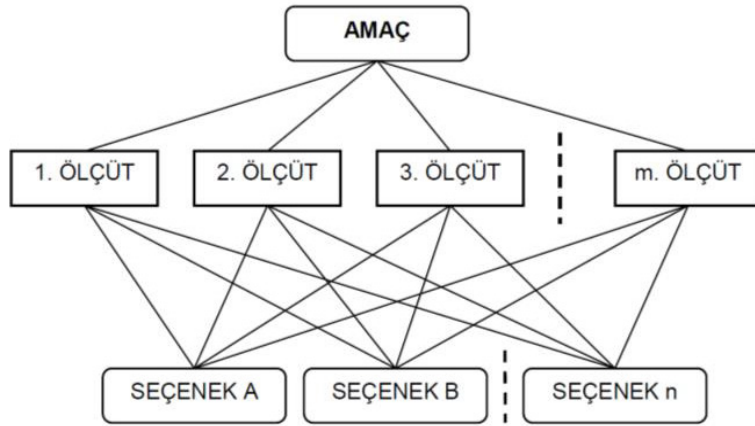 AMAÇ
1. ÖLÇÜT
2. ÖLÇÜT
3. ÖLÇÜT
m. ÖLÇÜT
SEÇENEK A
SEÇENEK B
SEÇENEK n